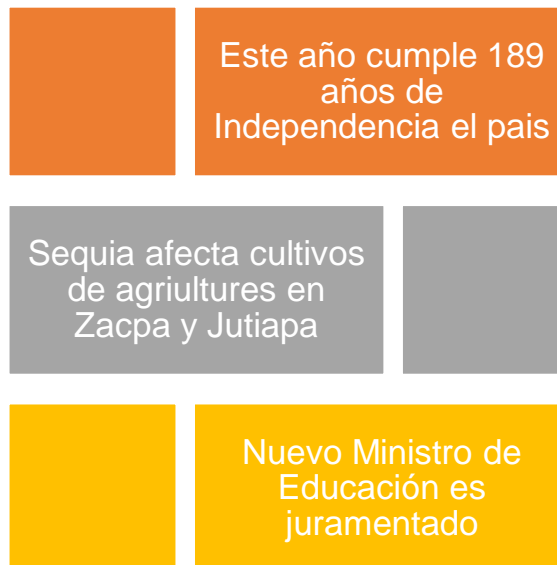 Este año cumple 189
años de
Independencia el pais
Sequia afecta cultivos
de agriultures en
Zacpa y Jutiapa
Nuevo Ministro de
Educación es
juramentado